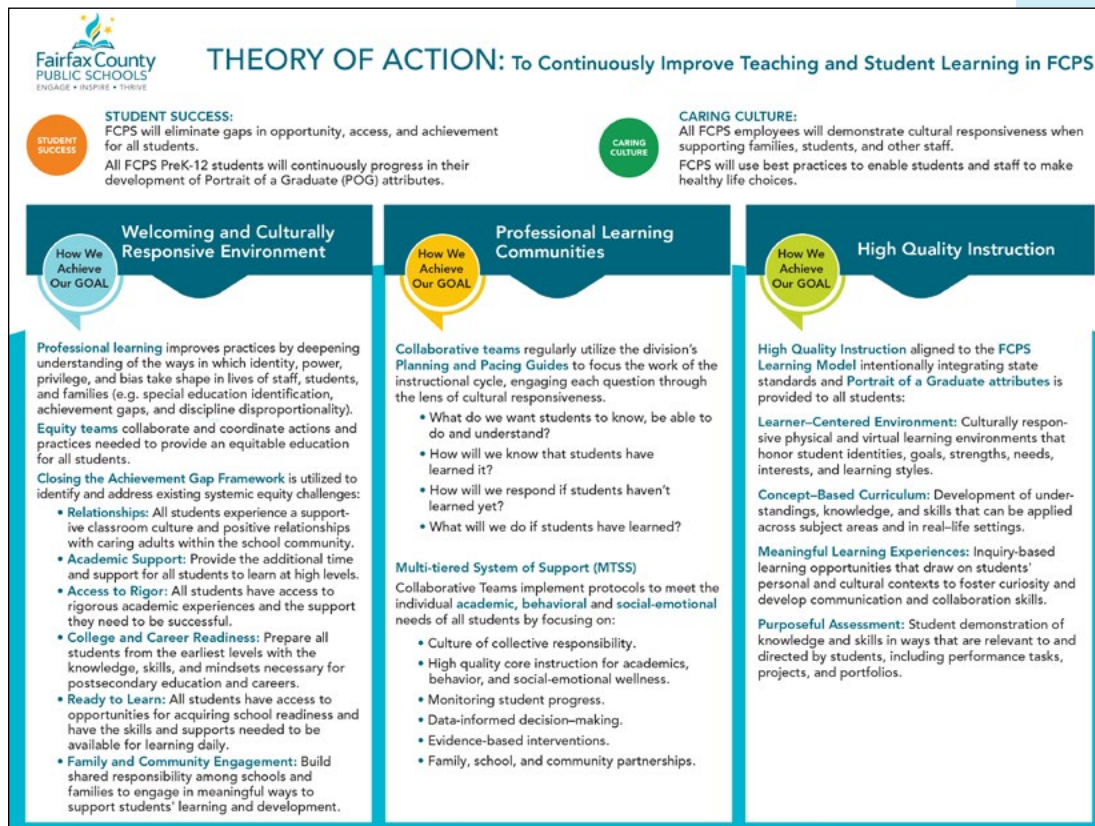 Fairfax County
PUBLIC SCHOOLS
ENGAGE • INSPIRE • THRIVE
THEORY OF ACTION: To Continuously Improve Teaching and Student Learning in FCPS
STUDENT
SUCCESS
STUDENT SUCCESS:
FCPS will eliminate gaps in opportunity, access, and achievement
for all students.
All FCPS PreK-12 students will continuously progress in their
development of Portrait of a Graduate (POG) attributes.
CARING
CULTURE
CARING CULTURE:
All FCPS employees will demonstrate cultural responsiveness when
supporting families, students, and other staff.
FCPS will use best practices to enable students and staff to make
healthy life choices.
How We
Achieve
Our GOAL
Welcoming and Culturally
Responsive Environment
Professional learning improves practices by deepening
understanding of the ways in which identity, power,
privilege, and bias take shape in lives of staff, students,
and families (e.g. special education identification,
achievement gaps, and discipline disproportionality).
Equity teams collaborate and coordinate actions and
practices needed to provide an equitable education
for all students.
Closing the Achievement Gap Framework is utilized to
identify and address existing systemic equity challenges:
• Relationships: All students experience a support-
ive classroom culture and positive relationships
with caring adults within the school community.
• Academic Support: Provide the additional time
and support for all students to learn at high levels.
• Access to Rigor: All students have access to
rigorous academic experiences and the support
they need to be successful.
• College and Career Readiness: Prepare all
students from the earliest levels with the
knowledge, skills, and mindsets necessary for
postsecondary education and careers.
• Ready to Learn: All students have access to
opportunities for acquiring school readiness and
have the skills and supports needed to be
available for learning daily.
• Family and Community Engagement: Build
shared responsibility among schools and
families to engage in meaningful ways to
support students' learning and development.
How We
Achieve
Our GOAL
Professional Learning
Communities
Collaborative teams regularly utilize the division's
Planning and Pacing Guides to focus the work of the
instructional cycle, engaging each question through
the lens of cultural responsiveness.
• What do we want students to know, be able to
do and understand?
• How will we know that students have
learned it?
• How will we respond if students haven't
learned yet?
• What will we do if students have learned?
Multi-tiered System of Support (MTSS)
Collaborative Teams implement protocols to meet the
individual academic, behavioral and social-emotional
needs of all students by focusing on:
• Culture of collective responsibility.
• High quality core instruction for academics,
behavior, and social-emotional wellness.
• Monitoring student progress.
• Data-informed decision–making.
• Evidence-based interventions.
• Family, school, and community partnerships.
How We
Achieve
Our GOAL
High Quality Instruction
High Quality Instruction aligned to the FCPS
Learning Model intentionally integrating state
standards and Portrait of a Graduate attributes is
provided to all students:
Learner–Centered Environment: Culturally respon-
sive physical and virtual learning environments that
honor student identities, goals, strengths, needs,
interests, and learning styles.
Concept–Based Curriculum: Development of under-
standings, knowledge, and skills that can be applied
across subject areas and in real–life settings.
Meaningful Learning Experiences: Inquiry-based
learning opportunities that draw on students'
personal and cultural contexts to foster curiosity and
develop communication and collaboration skills.
Purposeful Assessment: Student demonstration of
knowledge and skills in ways that are relevant to and
directed by students, including performance tasks,
projects, and portfolios.